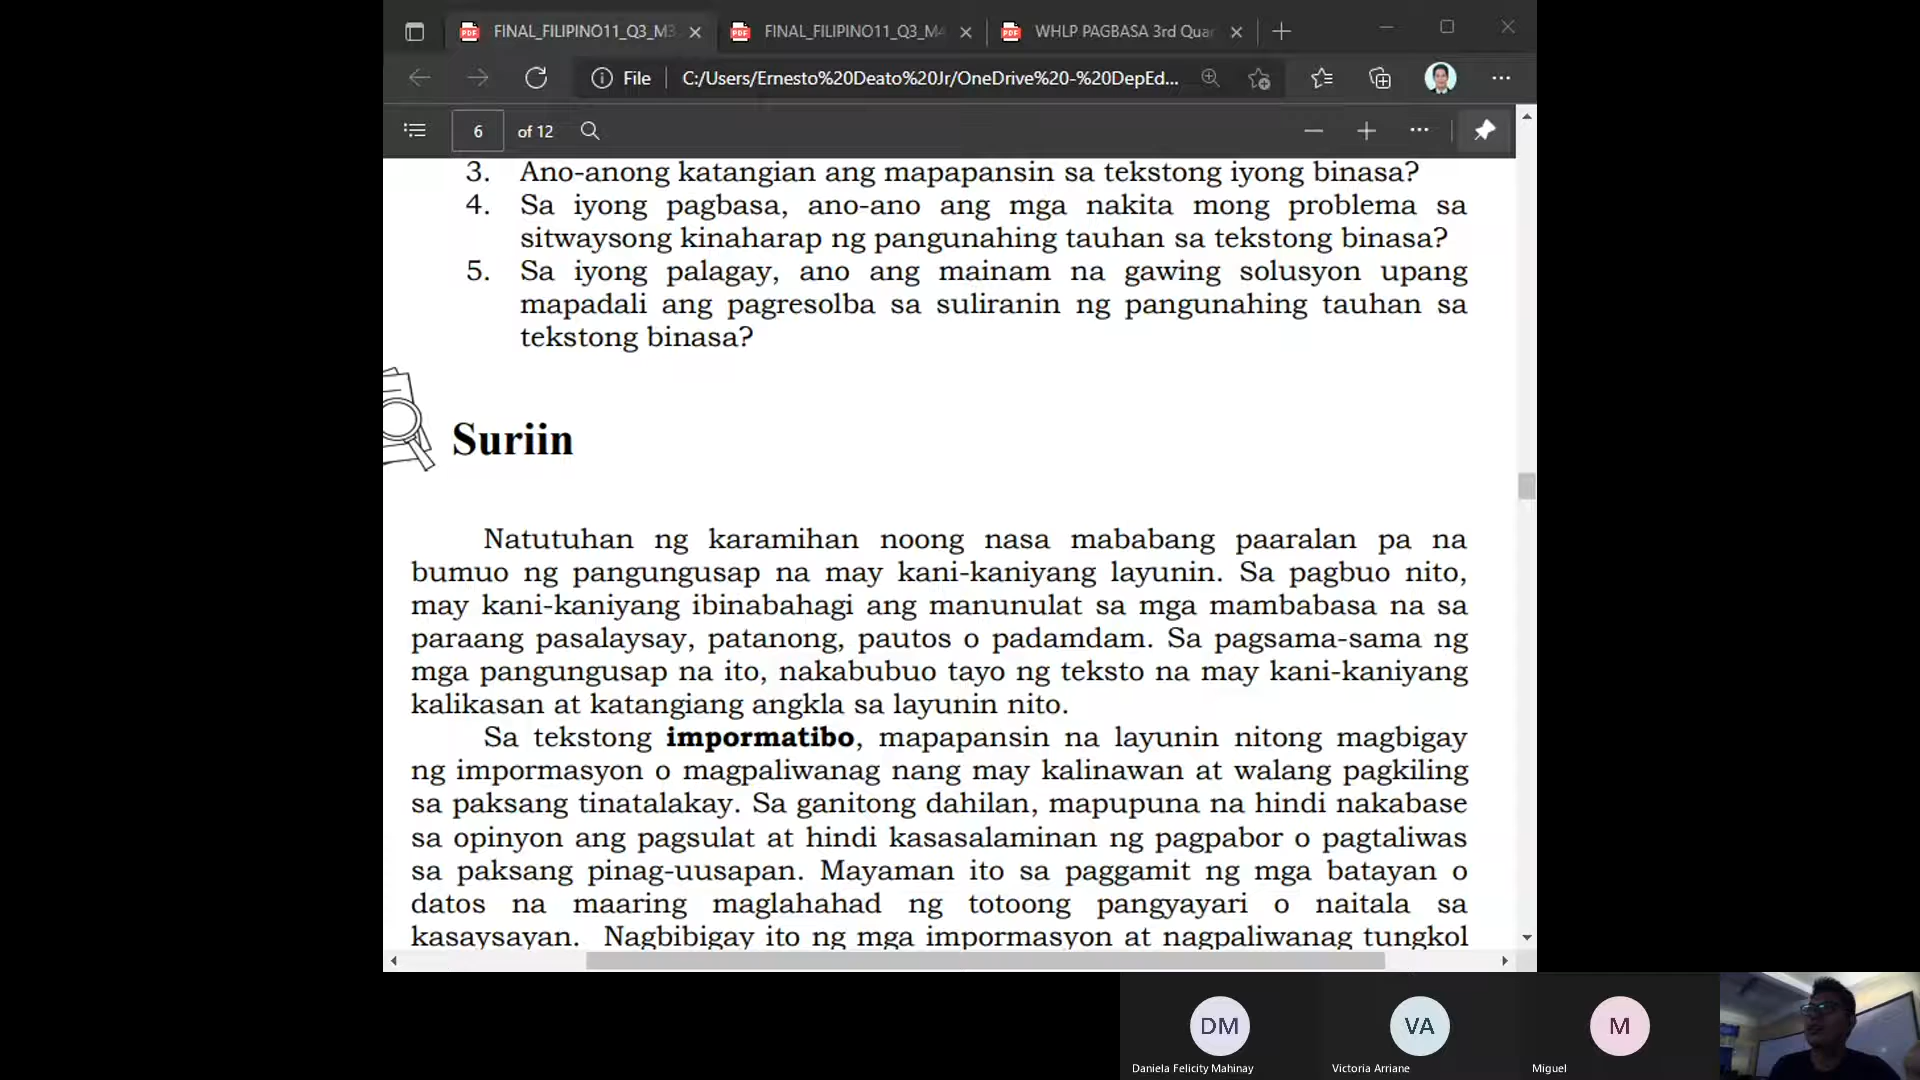 FINAL_FILIPINO11_Q3_M3
FINAL_FILIPINO11_Q3_M4
WHLP PAGBASA 3rd Quar
File
C:/Users/Ernesto%20Deato%20Jr/OneDrive%20-%20DepEd...
6 of 12
3. Ano-anong katangian ang mapapansin sa tekstong iyong binasa?
4. Sa iyong pagbasa, ano-ano ang mga nakita mong problema sa
sitwaysong kinaharap ng pangunahing tauhan sa tekstong binasa?
5. Sa iyong palagay, ano ang mainam na gawing solusyon upang
mapadali ang pagresolba sa suliranin ng pangunahing tauhan sa
tekstong binasa?
Suriin
Natutuhan ng karamihan noong nasa mababang paaralan pa na
bumuo ng pangungusap na may kani-kaniyang layunin. Sa pagbuo nito,
may kani-kaniyang ibinabahagi ang manunulat sa mga mambabasa na sa
paraang pasalaysay, patanong, pautos o padamdam. Sa pagsama-sama ng
mga pangungusap na ito, nakabubuo tayo ng teksto na may kani-kaniyang
kalikasan at katangiang angkla sa layunin nito.
Sa tekstong impormatibo, mapapansin na layunin nitong magbigay
ng impormasyon o magpaliwanag nang may kalinawan at walang pagkiling
sa paksang tinatalakay. Sa ganitong dahilan, mapupuna na hindi nakabase
sa opinyon ang pagsulat at hindi kasasalaminan ng pagpabor o pagtaliwas
sa paksang pinag-uusapan. Mayaman ito sa paggamit ng mga batayan o
datos na maaring maglahahad ng totoong pangyayari o naitala sa
kasaysayan. Nagbibigay ito ng mga impormasyon at nagpaliwanag tungkol
DM
VA
M
Daniela Felicity Mahinay
Victoria Arriane
Miguel